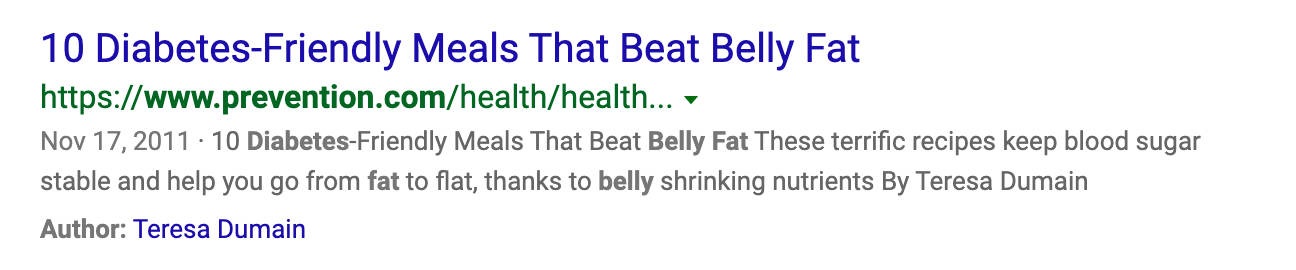 10 Diabetes-Friendly Meals That Beat Belly Fat
https://www.prevention.com/health/health...
Nov 17, 2011 · 10 Diabetes-Friendly Meals That Beat Belly Fat These terrific recipes keep blood sugar
stable and help you go from fat to flat, thanks to belly shrinking nutrients By Teresa Dumain
Author: Teresa Dumain